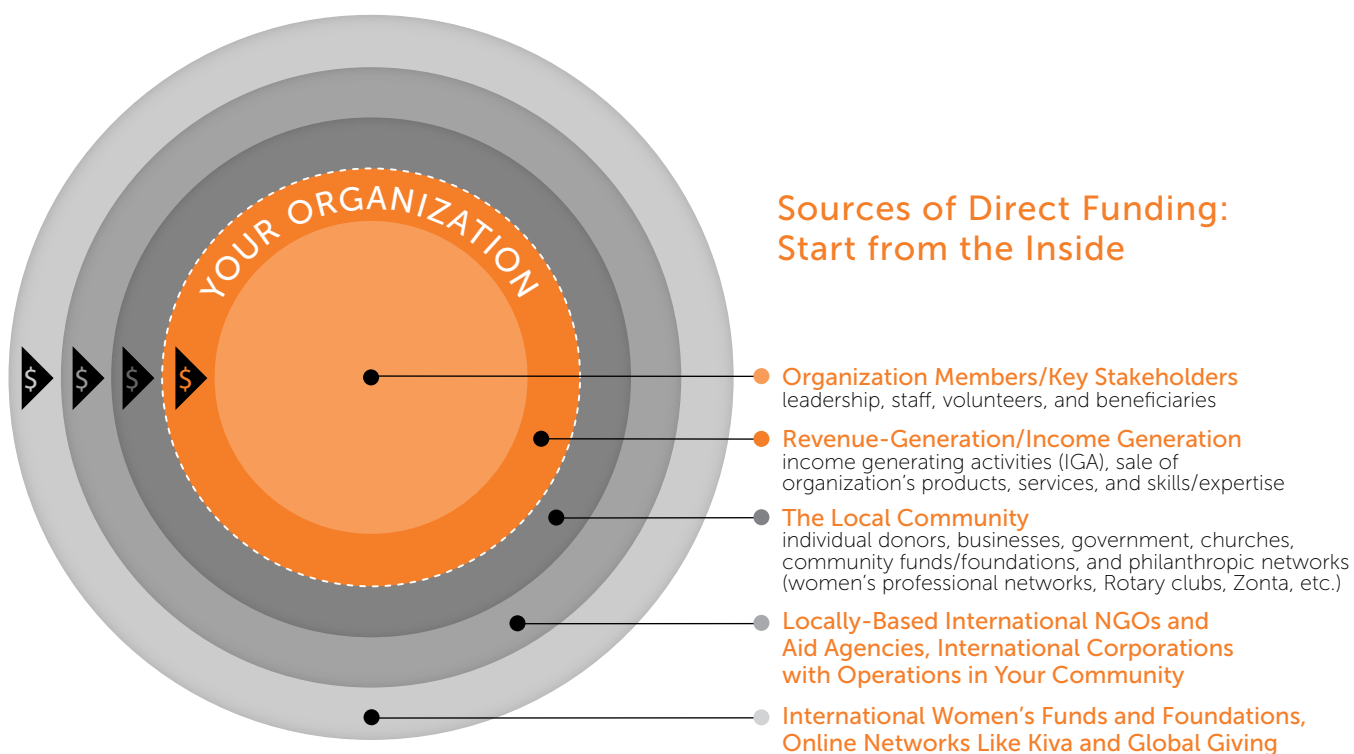 YOUR ORGANIZATION
Sources of Direct Funding:
Start from the Inside
$ $ $ $
Organization Members/Key Stakeholders
leadership, staff, volunteers, and beneficiaries
Revenue-Generation/Income Generation
income generating activities (IGA), sale of
organization’s products, services, and skills/expertise
The Local Community
individual donors, businesses, government, churches,
community funds/foundations, and philanthropic networks
(women’s professional networks, Rotary clubs, Zonta, etc.)
Locally-Based International NGOs and
Aid Agencies, International Corporations
with Operations in Your Community
International Women’s Funds and Foundations,
Online Networks Like Kiva and Global Giving